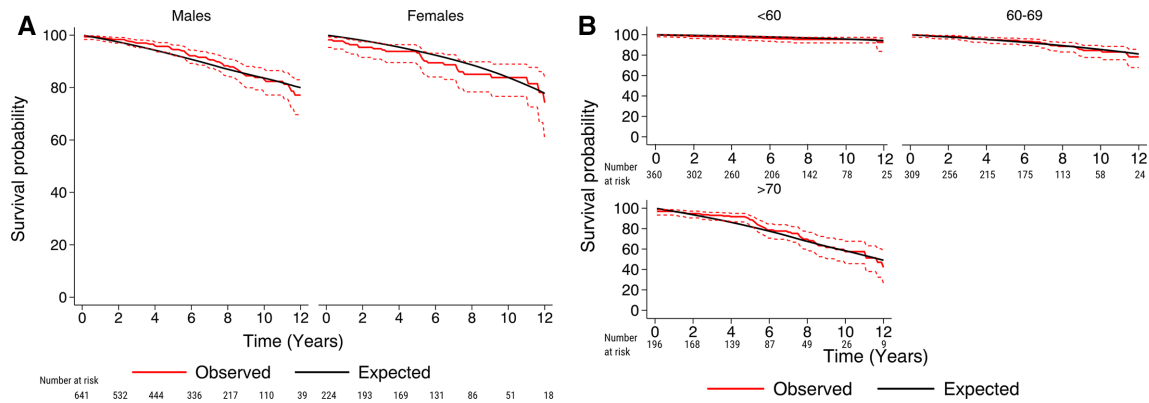 A
Males
Females
Survival probability
100
80
60
40
20
0
0 2 4 6 8 10 12
0 2 4 6 8 10 12
Time (Years)
Observed Expected
Number at risk
641 532 444 336 217 110 39 224 193 169 131 86 51 18
B
<60
60-69
Survival probability
100
80
60
40
20
0
0 2 4 6 8 10 12
0 2 4 6 8 10 12
Number
at risk
360 302 260 206 142 78 25
309 256 215 175 113 58 24
>70
100
80
60
40
20
0
0 2 4 6 8 10 12
Number
at risk
196 168 139 87 49 26 9
Time (Years)
Observed Expected